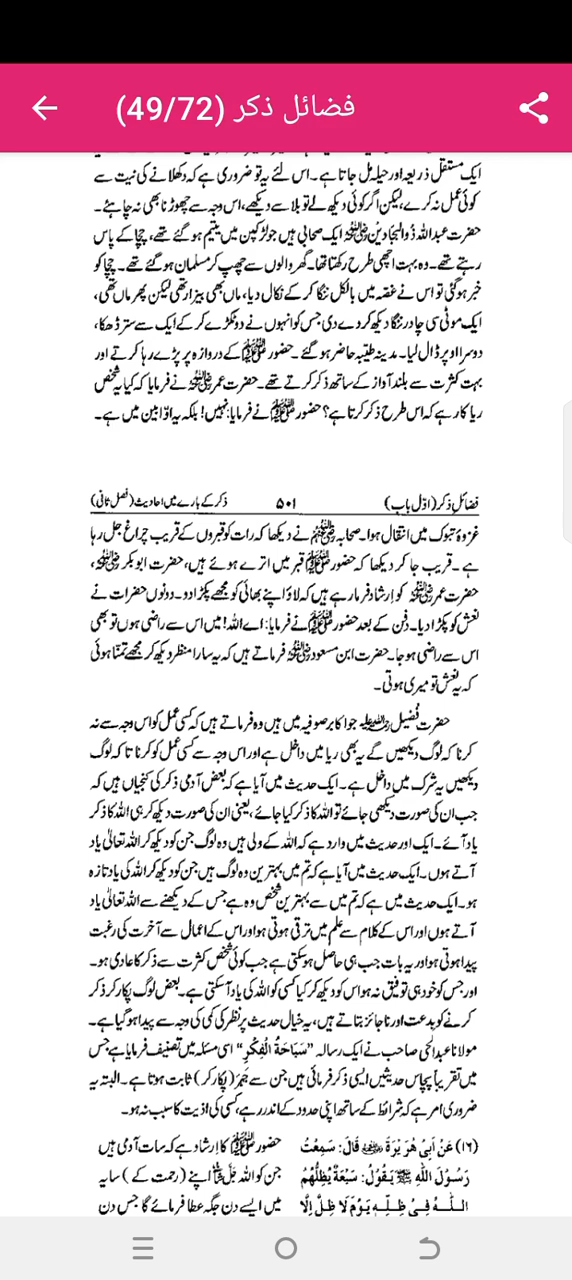 فضائل ذکر (49/72)
ایک مستقل ذریعہ اور حیلہ مل جاتا ہے۔ اس لئے یہ تو ضروری ہے کہ دکھلانے کی نیت سے
کوئی عمل نہ کرے، لیکن اگر کوئی دیکھ لے تو بلا سے دیکھے، اس وجہ سے چھوڑنا بھی نہ چاہئے۔
حضرت عبداللہ ذُوالبِجادَین رضی اللہ عنہ ایک صحابی ہیں جو لڑکپن میں یتیم ہو گئے تھے، چچا کے پاس
رہتے تھے۔ وہ بہت اچھی طرح رکھتا تھا۔ گھر والوں سے چھپ کر مسلمان ہو گئے تھے۔ چچا کو
خبر ہوگئی تو اس نے غصہ میں بالکل ننگا کر کے نکال دیا، ماں بھی بیزار تھی لیکن پھر ماں تھی،
ایک موٹی سی چادر ننگا دیکھ کر دے دی جس کو انہوں نے دو ٹکڑے کر کے ایک سے ستر ڈھکا،
دوسرا اوپر ڈال لیا۔ مدینہ طیبہ حاضر ہو گئے۔ حضور ﷺ کے دروازہ پر پڑے رہا کرتے اور
بہت کثرت سے بلند آواز کے ساتھ ذکر کرتے تھے۔ حضرت عمر رضی اللہ عنہ نے فرمایا کہ کیا یہ شخص
ریاکار ہے کہ اس طرح ذکر کرتا ہے؟ حضور ﷺ نے فرمایا: نہیں! بلکہ یہ اوّابین میں ہے۔
فضائلِ ذکر (اوّل باب) ۵۰۱ ذکر کے بارے میں احادیث (فصل ثانی)
غزوۂ تبوک میں انتقال ہوا۔ صحابہ رضی اللہ عنہم نے دیکھا کہ رات کو قبروں کے قریب چراغ جل رہا
ہے۔ قریب جا کر دیکھا کہ حضور ﷺ قبر میں اترے ہوئے ہیں، حضرت ابوبکر رضی اللہ عنہ،
حضرت عمر رضی اللہ عنہ کو ارشاد فرما رہے ہیں کہ لاؤ اپنے بھائی کو مجھے پکڑا دو۔ دونوں حضرات نے
نعش کو پکڑا دیا۔ دفن کے بعد حضور ﷺ نے فرمایا: اے اللہ! میں اس سے راضی ہوں تو بھی
اس سے راضی ہو جا۔ حضرت ابن مسعود رضی اللہ عنہ فرماتے ہیں کہ یہ سارا منظر دیکھ کر مجھے تمنا ہوئی
کہ یہ نعش تو میری ہوتی۔
حضرت فُضیل رحمۃ اللہ علیہ جو اکابر صوفیہ میں ہیں وہ فرماتے ہیں کہ کسی عمل کو اس وجہ سے نہ
کرنا کہ لوگ دیکھیں گے یہ بھی ریا میں داخل ہے اور اس وجہ سے کسی عمل کو کرنا تا کہ لوگ
دیکھیں یہ شرک میں داخل ہے۔ ایک حدیث میں آیا ہے کہ بعض آدمی ذکر کی کنجیاں ہیں کہ
جب ان کی صورت دیکھی جائے تو اللہ کا ذکر کیا جائے، یعنی ان کی صورت دیکھ کر ہی اللہ کا ذکر
یاد آئے۔ ایک اور حدیث میں وارد ہے کہ اللہ کے ولی ہیں وہ لوگ جن کو دیکھ کر اللہ تعالیٰ یاد
آتے ہوں۔ ایک حدیث میں آیا ہے کہ تم میں بہترین وہ لوگ ہیں جن کو دیکھ کر اللہ کی یاد تازہ
ہو۔ ایک حدیث میں ہے کہ تم میں سے بہترین شخص وہ ہے جس کے دیکھنے سے اللہ تعالیٰ یاد
آتے ہوں اور اس کے کلام سے علم میں ترقی ہوتی ہو اور اس کے اعمال سے آخرت کی رغبت
پیدا ہوتی ہو اور یہ بات جب ہی حاصل ہو سکتی ہے جب کوئی شخص کثرت سے ذکر کا عادی ہو۔
اور جس کو خود ہی توفیق نہ ہو اس کو دیکھ کر کیا کسی کو اللہ کی یاد آ سکتی ہے۔ بعض لوگ پکار کر ذکر
کرنے کو بدعت اور ناجائز بتاتے ہیں، یہ خیال حدیث پر نظر کی کمی کی وجہ سے پیدا ہو گیا ہے۔
مولانا عبدالحی صاحب نے ایک رسالہ ”سَبَاحَةُ الْفِكْرِ“ اسی مسئلہ میں تصنیف فرمایا ہے جس
میں تقریباً پچاس حدیثیں ایسی ذکر فرمائی ہیں جن سے جہر (پکار کر) ثابت ہوتا ہے۔ البتہ یہ
ضروری امر ہے کہ شرائط کے ساتھ اپنی حدود کے اندر رہے، کسی کی اذیت کا سبب نہ ہو۔
(۱۶) عَنْ أَبِي هُرَيْرَةَ رضی اللہ عنہ قَالَ: سَمِعْتُ
رَسُوْلَ اللّٰهِ ﷺ يَقُوْلُ: سَبْعَةٌ يُظِلُّهُمُ
اللّٰهُ فِيْ ظِلِّهٖ يَوْمَ لَا ظِلَّ إِلَّا
حضور ﷺ کا ارشاد ہے کہ سات آدمی ہیں
جن کو اللہ جلّ شانہ اپنے (رحمت کے) سایہ
میں ایسے دن جگہ عطا فرمائے گا جس دن